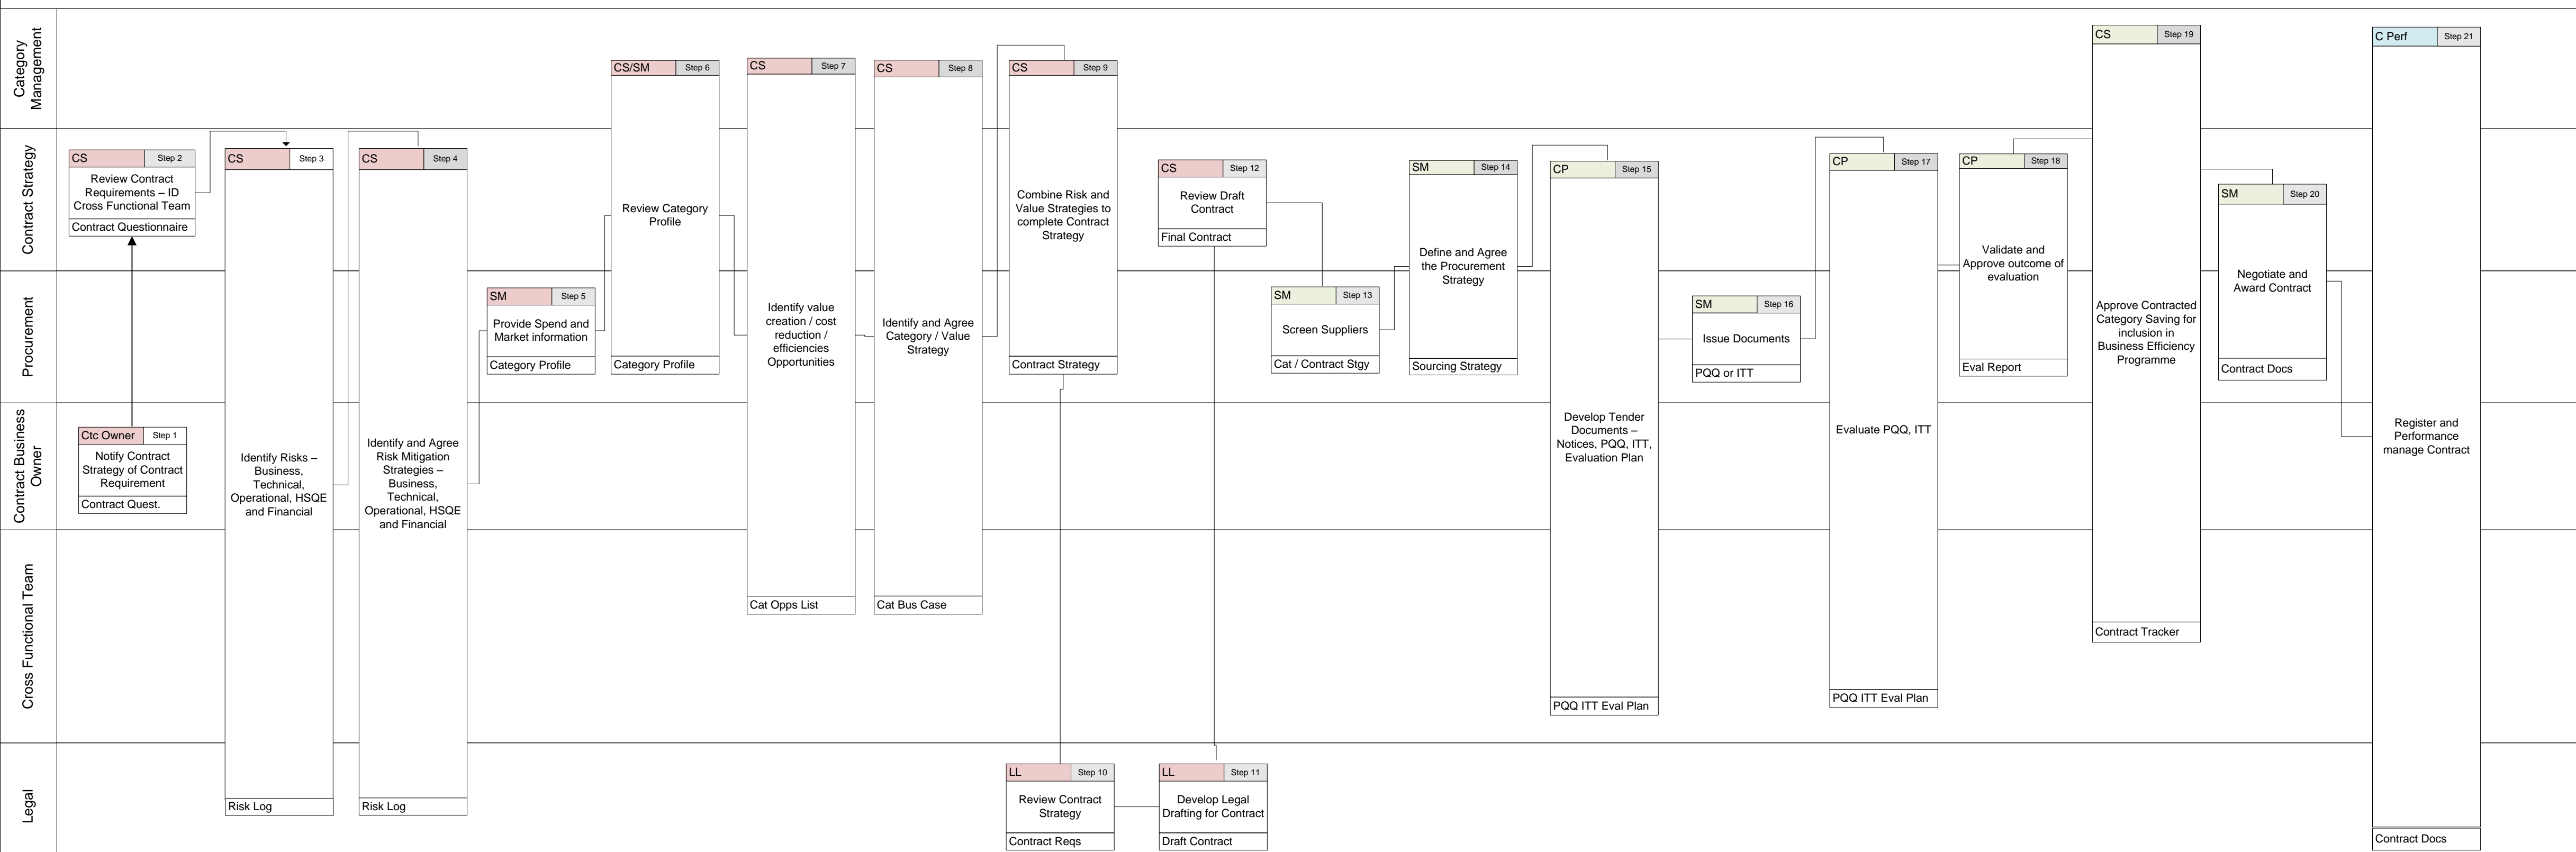 Category
Management
Contract Strategy
Procurement
Contract Business
Owner
Cross Functional Team
Legal
Ctc Owner
Step 1
Notify Contract
Strategy of Contract
Requirement
Contract Quest.
CS
Step 2
Review Contract
Requirements – ID
Cross Functional Team
Contract Questionnaire
CS
Step 3
Identify Risks –
Business,
Technical,
Operational, HSQE
and Financial
Risk Log
CS
Step 4
Identify and Agree
Risk Mitigation
Strategies –
Business,
Technical,
Operational, HSQE
and Financial
Risk Log
SM
Step 5
Provide Spend and
Market information
Category Profile
CS/SM
Step 6
Review Category
Profile
Category Profile
CS
Step 7
Identify value
creation / cost
reduction /
efficiencies
Opportunities
Cat Opps List
CS
Step 8
Identify and Agree
Category / Value
Strategy
Cat Bus Case
CS
Step 9
Combine Risk and
Value Strategies to
complete Contract
Strategy
Contract Strategy
LL
Step 10
Review Contract
Strategy
Contract Reqs
LL
Step 11
Develop Legal
Drafting for Contract
Draft Contract
CS
Step 12
Review Draft
Contract
Final Contract
SM
Step 13
Screen Suppliers
Cat / Contract Stgy
SM
Step 14
Define and Agree
the Procurement
Strategy
Sourcing Strategy
CP
Step 15
Develop Tender
Documents –
Notices, PQQ, ITT,
Evaluation Plan
PQQ ITT Eval Plan
SM
Step 16
Issue Documents
PQQ or ITT
CP
Step 17
Evaluate PQQ, ITT
PQQ ITT Eval Plan
CP
Step 18
Validate and
Approve outcome of
evaluation
Eval Report
CS
Step 19
Approve Contracted
Category Saving for
inclusion in
Business Efficiency
Programme
Contract Tracker
SM
Step 20
Negotiate and
Award Contract
Contract Docs
C Perf
Step 21
Register and
Performance
manage Contract
Contract Docs